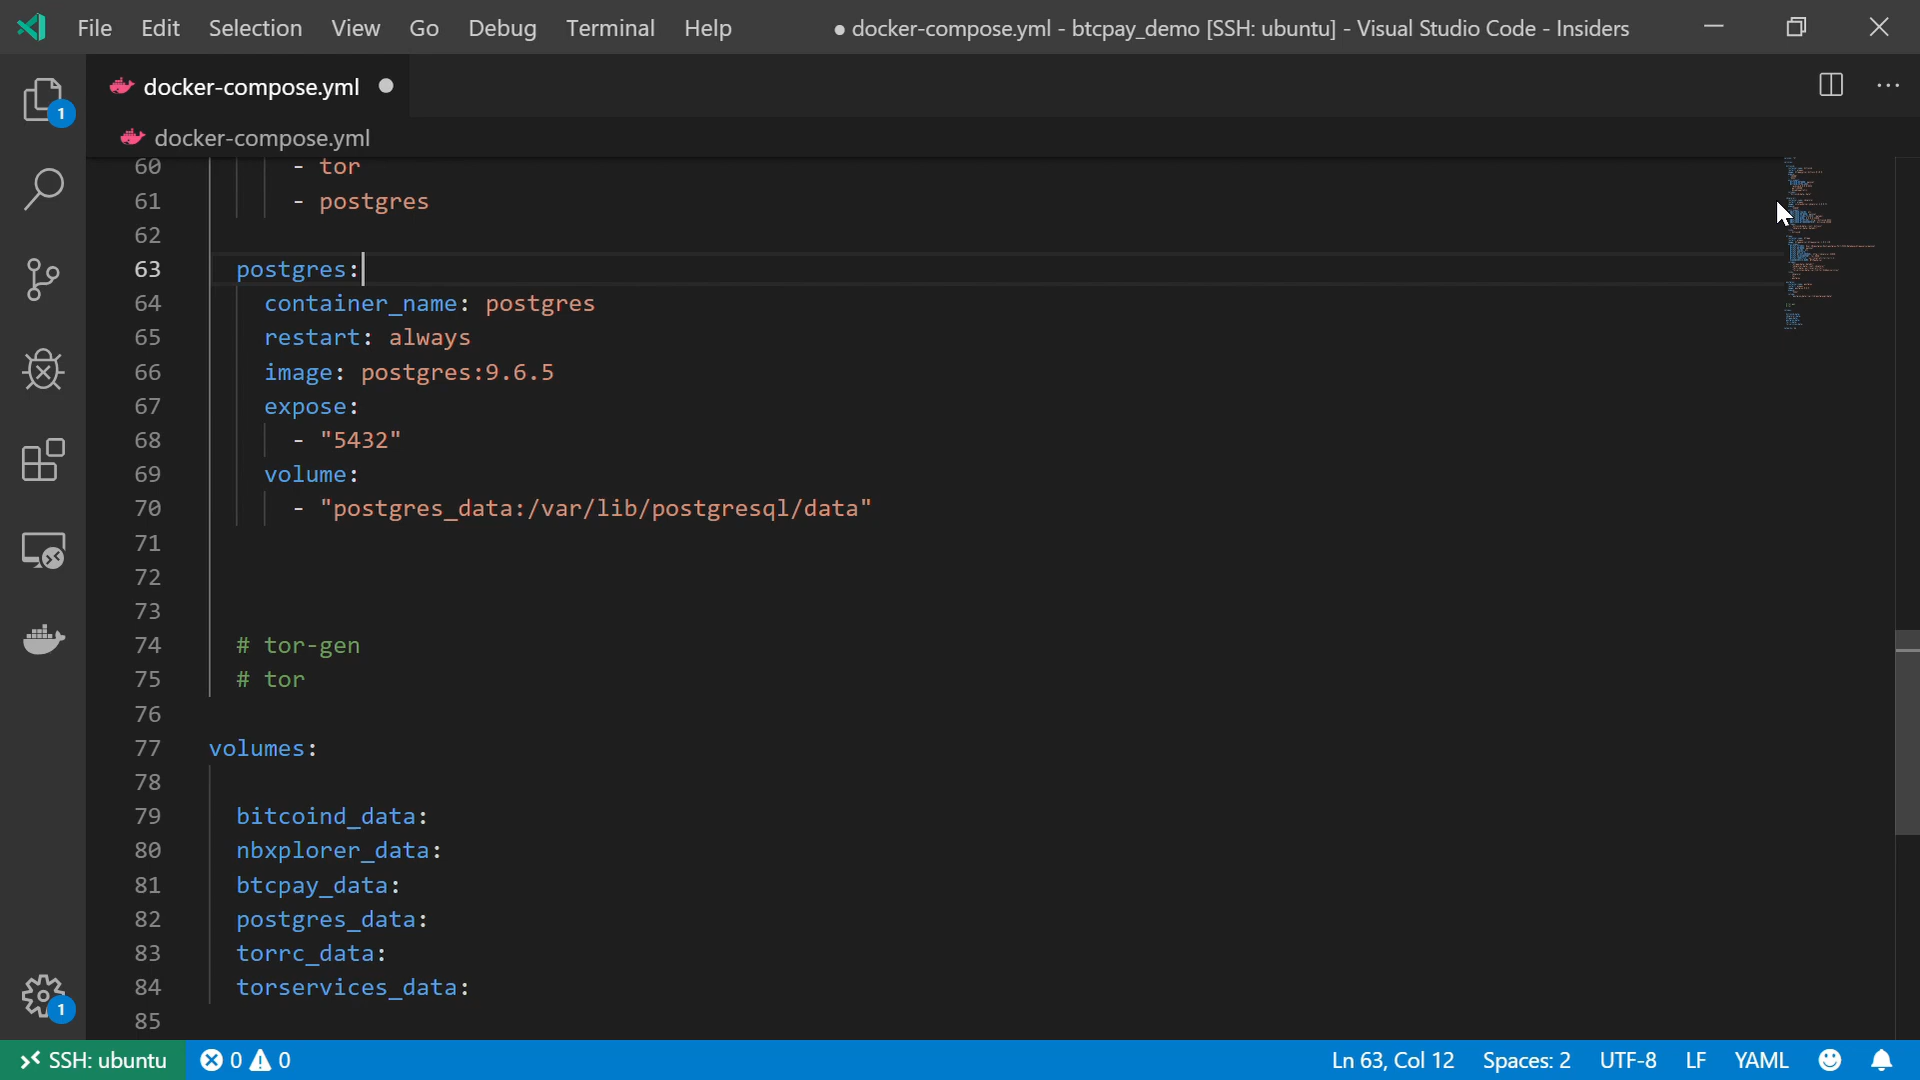 File Edit Selection View Go Debug Terminal Help ● docker-compose.yml - btcpay_demo [SSH: ubuntu] - Visual Studio Code - Insiders
docker-compose.yml
1
docker-compose.yml
60 - tor
61 - postgres
62
63 postgres:
64 container_name: postgres
65 restart: always
66 image: postgres:9.6.5
67 expose:
68 - "5432"
69 volume:
70 - "postgres_data:/var/lib/postgresql/data"
71
72
73
74 # tor-gen
75 # tor
76
77 volumes:
78
79 bitcoind_data:
80 nbxplorer_data:
81 btcpay_data:
82 postgres_data:
83 torrc_data:
84 torservices_data:
1
85
SSH: ubuntu 0 0 Ln 63, Col 12 Spaces: 2 UTF-8 LF YAML